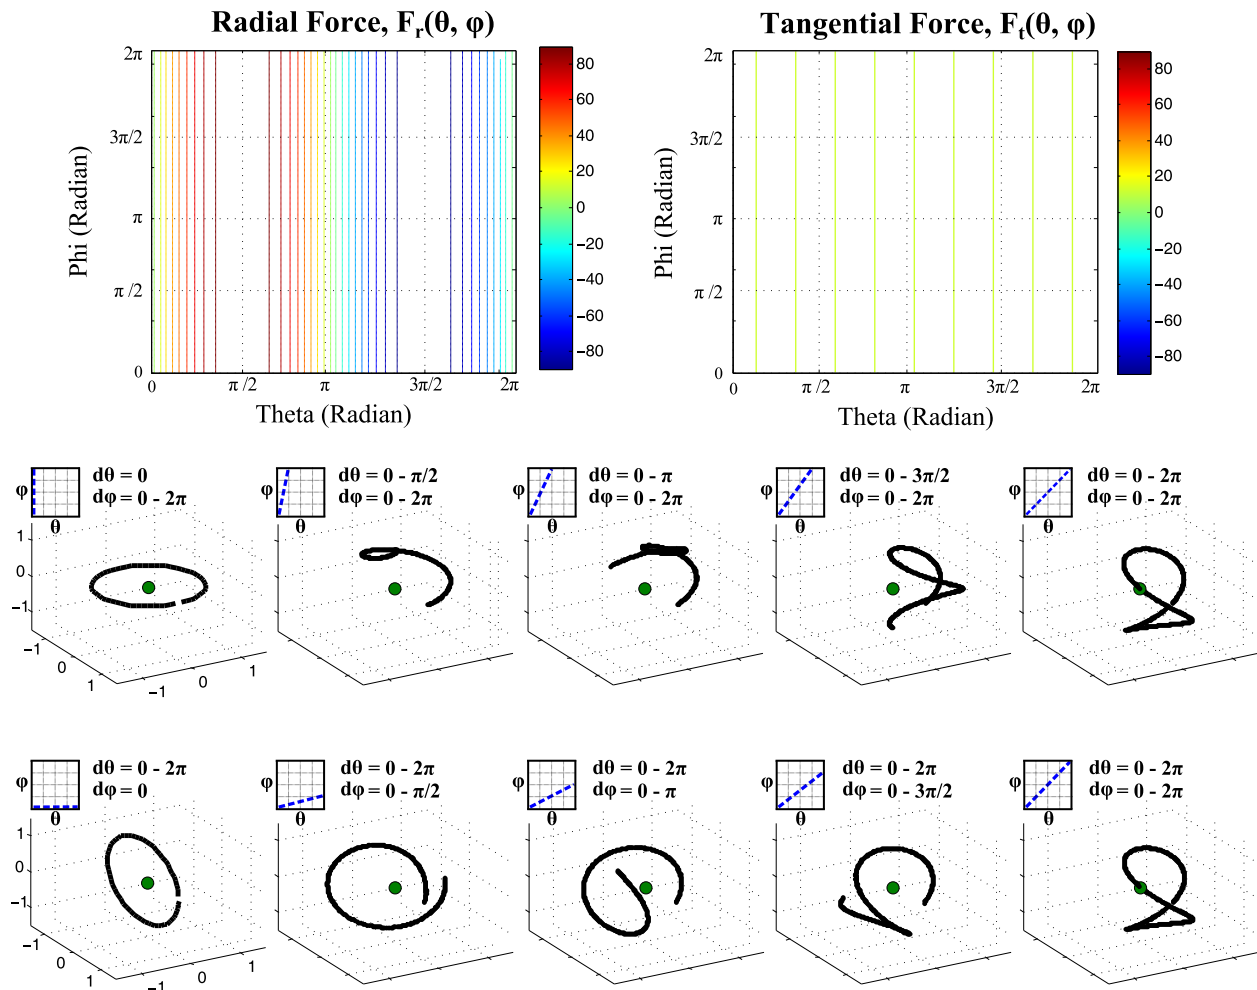 Radial Force, Fr(θ, φ)
Tangential Force, Ft(θ, φ)
2π
3π/2
π
π /2
0
Phi (Radian)
0
π /2
π
3π/2
2π
Theta (Radian)
80
60
40
20
0
−20
−40
−60
−80
2π
3π/2
π
π /2
0
Phi (Radian)
0
π /2
π
3π/2
2π
Theta (Radian)
80
60
40
20
0
−20
−40
−60
−80
φ
θ
dθ = 0
dφ = 0 - 2π
1
0
−1
−1
0
1
−1
0
1
φ
θ
dθ = 0 - π/2
dφ = 0 - 2π
φ
θ
dθ = 0 - π
dφ = 0 - 2π
φ
θ
dθ = 0 - 3π/2
dφ = 0 - 2π
φ
θ
dθ = 0 - 2π
dφ = 0 - 2π
φ
θ
dθ = 0 - 2π
dφ = 0
1
0
−1
−1
0
1
−1
0
1
φ
θ
dθ = 0 - 2π
dφ = 0 - π/2
φ
θ
dθ = 0 - 2π
dφ = 0 - π
φ
θ
dθ = 0 - 2π
dφ = 0 - 3π/2
φ
θ
dθ = 0 - 2π
dφ = 0 - 2π